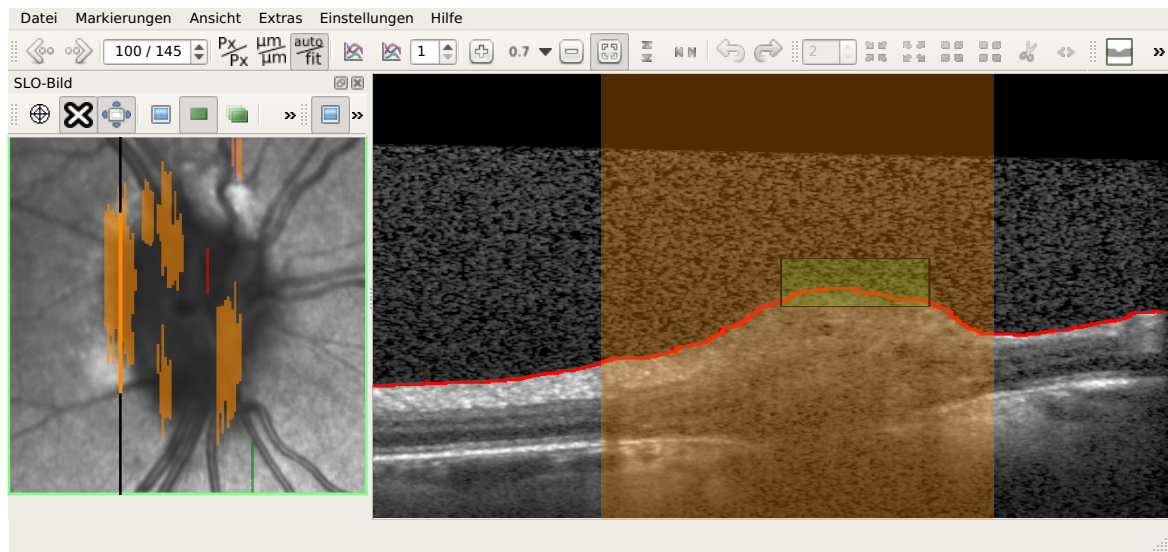 Datei Markierungen Ansicht Extras Einstellungen Hilfe
100 / 145 Px/Px µm/µm auto fit 1 0.7 2 »
SLO-Bild
» »